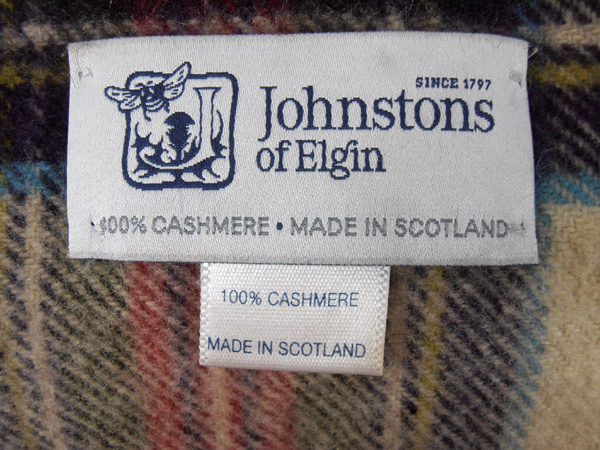 SINCE 1797
Johnstons
of Elgin
100% CASHMERE • MADE IN SCOTLAND
100% CASHMERE
MADE IN SCOTLAND